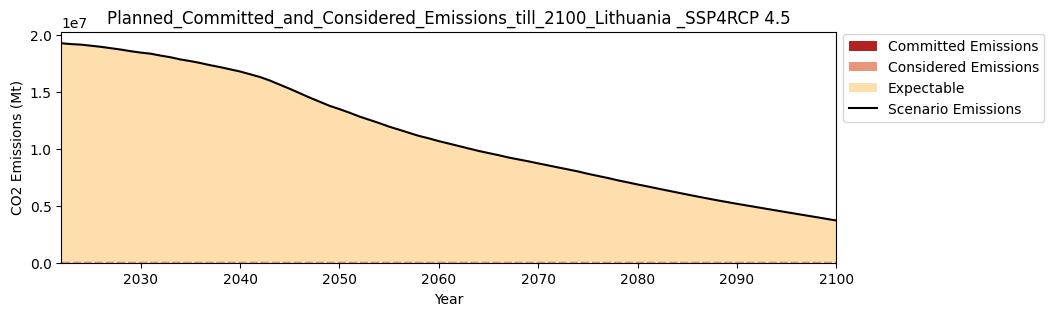 Planned_Committed_and_Considered_Emissions_till_2100_Lithuania _SSP4RCP 4.5
1e7
2.0
1.5
1.0
0.5
0.0
CO2 Emissions (Mt)
2030 2040 2050 2060 2070 2080 2090 2100
Year
Committed Emissions
Considered Emissions
Expectable
Scenario Emissions